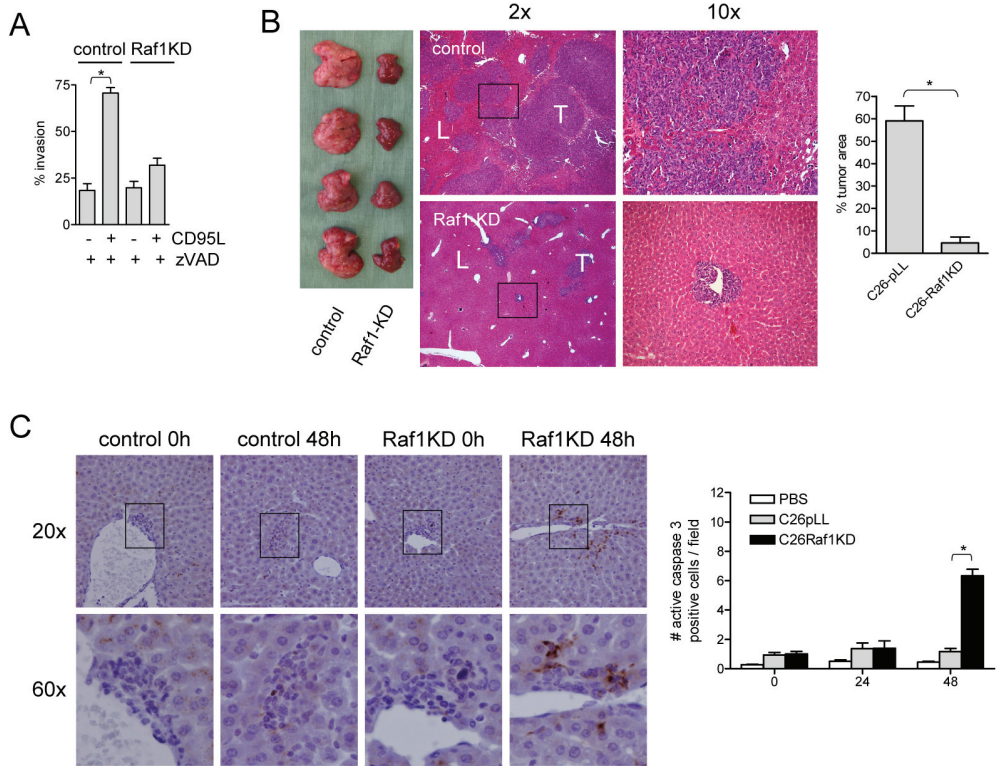 A
control Raf1KD
*
75
50
25
0
% invasion
- + - + CD95L
+ + + + zVAD
B
2x 10x
control
L T
Raf1-KD
L T
control Raf1-KD
*
70
60
50
40
30
20
10
0
% tumor area
C26-pLL C26-Raf1KD
C
control 0h control 48h Raf1KD 0h Raf1KD 48h
20x
60x
PBS
C26pLL
C26Raf1KD
*
12
10
8
6
4
2
0
# active caspase 3
positive cells / field
0 24 48